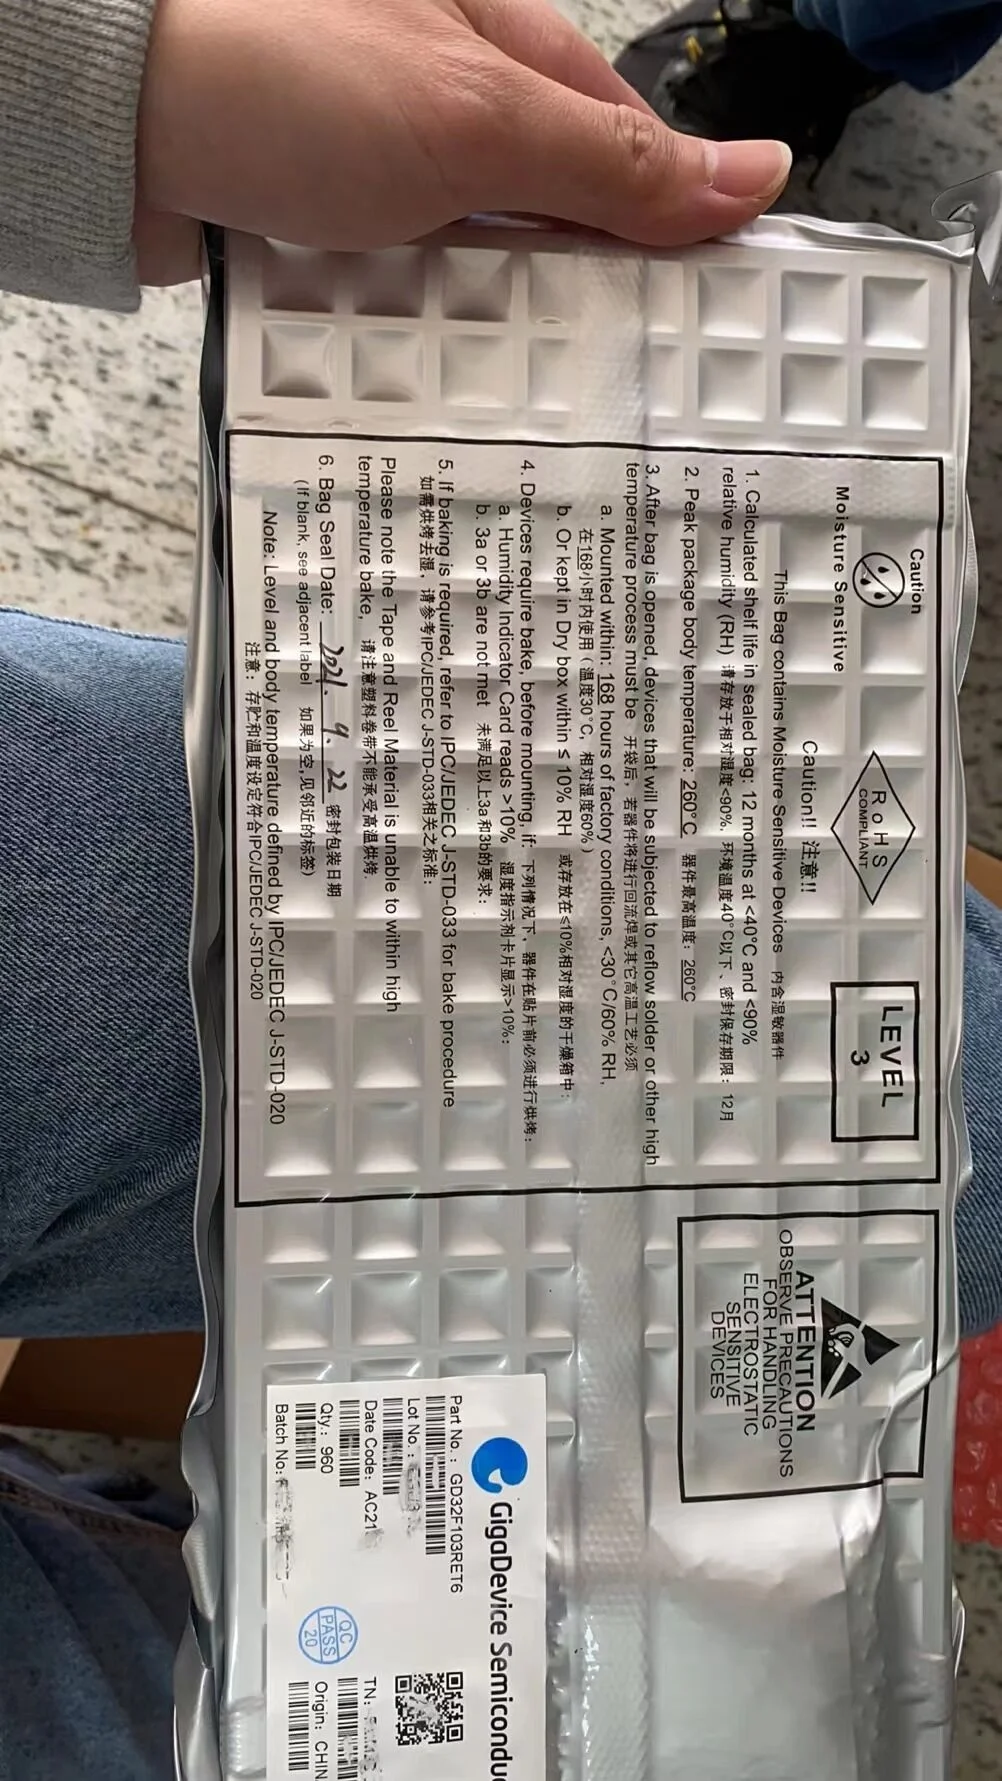 Caution
Moisture Sensitive
RoHS
COMPLIANT
LEVEL
3
Caution!! 注意!!
This Bag contains Moisture Sensitive Devices 内含湿敏器件
1. Calculated shelf life in sealed bag: 12 months at <40°C and <90%
relative humidity (RH) 请存放于相对湿度<90%, 环境温度40°C以下、密封保存期限: 12月
2. Peak package body temperature: 260°C 器件最高温度: 260°C
3. After bag is opened, devices that will be subjected to reflow solder or other high
temperature process must be 开袋后, 若器件将进行回流焊或其它高温工艺必须
a. Mounted within: 168 hours of factory conditions, <30°C/60% RH,
在168小时内使用 (温度30°C, 相对湿度60%)
b. Or kept in Dry box within ≤ 10% RH 或存放在≤10%相对湿度的干燥箱中:
4. Devices require bake, before mounting, if: 下列情况下, 器件在贴片前必须进行烘烤:
a. Humidity Indicator Card reads >10% 湿度指示剂卡片显示>10%:
b. 3a or 3b are not met 未满足以上3a和3b的要求:
5. If baking is required, refer to IPC/JEDEC J-STD-033 for bake procedure
如需烘烤去湿, 请参考IPC/JEDEC J-STD-033相关之标准:
Please note the Tape and Reel Material is unable to within high
temperature bake, 请注意塑料卷带不能承受高温烘烤.
6. Bag Seal Date: 2021. 9. 22 密封包装日期
(If blank, see adjacent label 如果为空,见邻近的标签)
Note: Level and body temperature defined by IPC/JEDEC J-STD-020
注意: 存贮和温度设定符合IPC/JEDEC J-STD-020
ATTENTION
OBSERVE PRECAUTIONS
FOR HANDLING
ELECTROSTATIC
SENSITIVE
DEVICES
GigaDevice Semicondu
Part No.: GD32F103RET6
Lot No.:
Date Code: AC21
TN:
Qty: 960
QC
PASS
20
Origin: CHIN
Batch No: